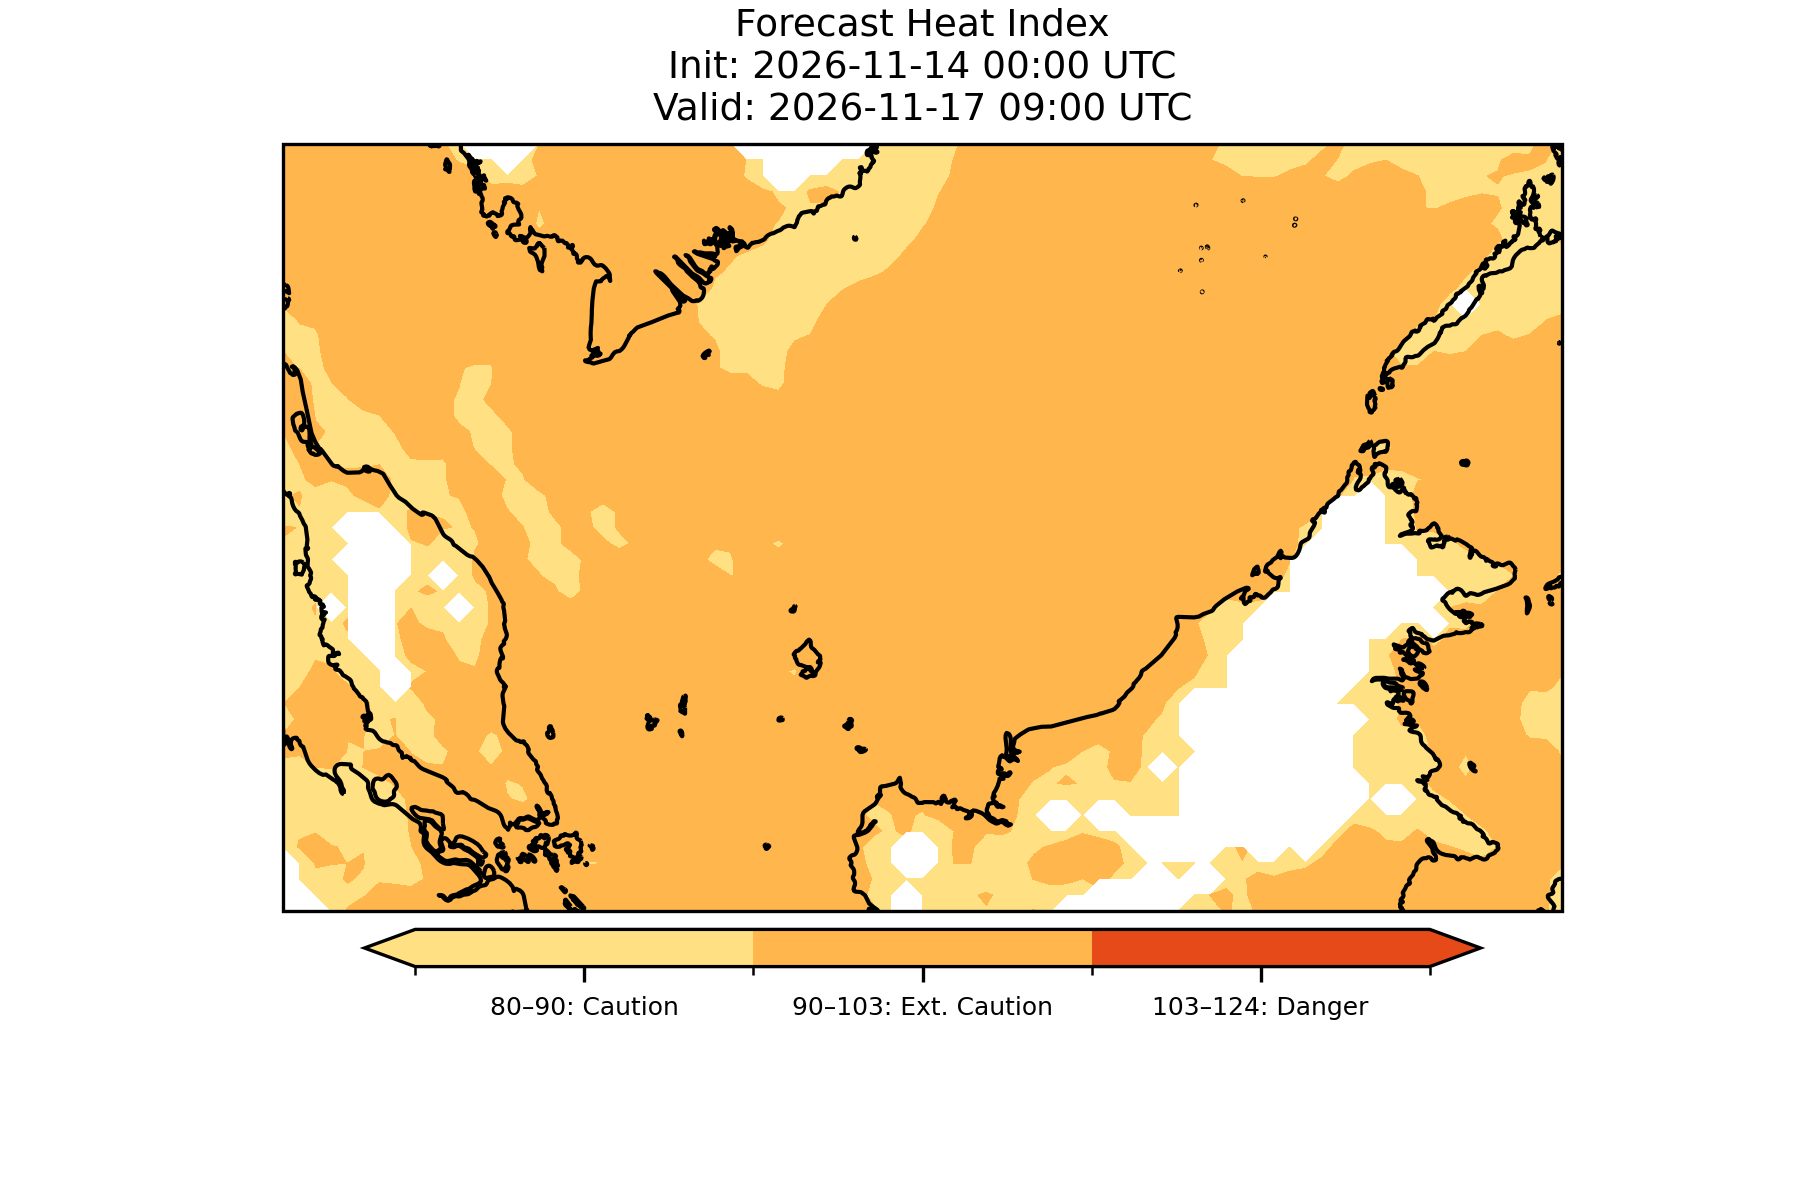 Forecast Heat Index
Init: 2026-11-14 00:00 UTC
Valid: 2026-11-17 09:00 UTC
80–90: Caution
90–103: Ext. Caution
103–124: Danger